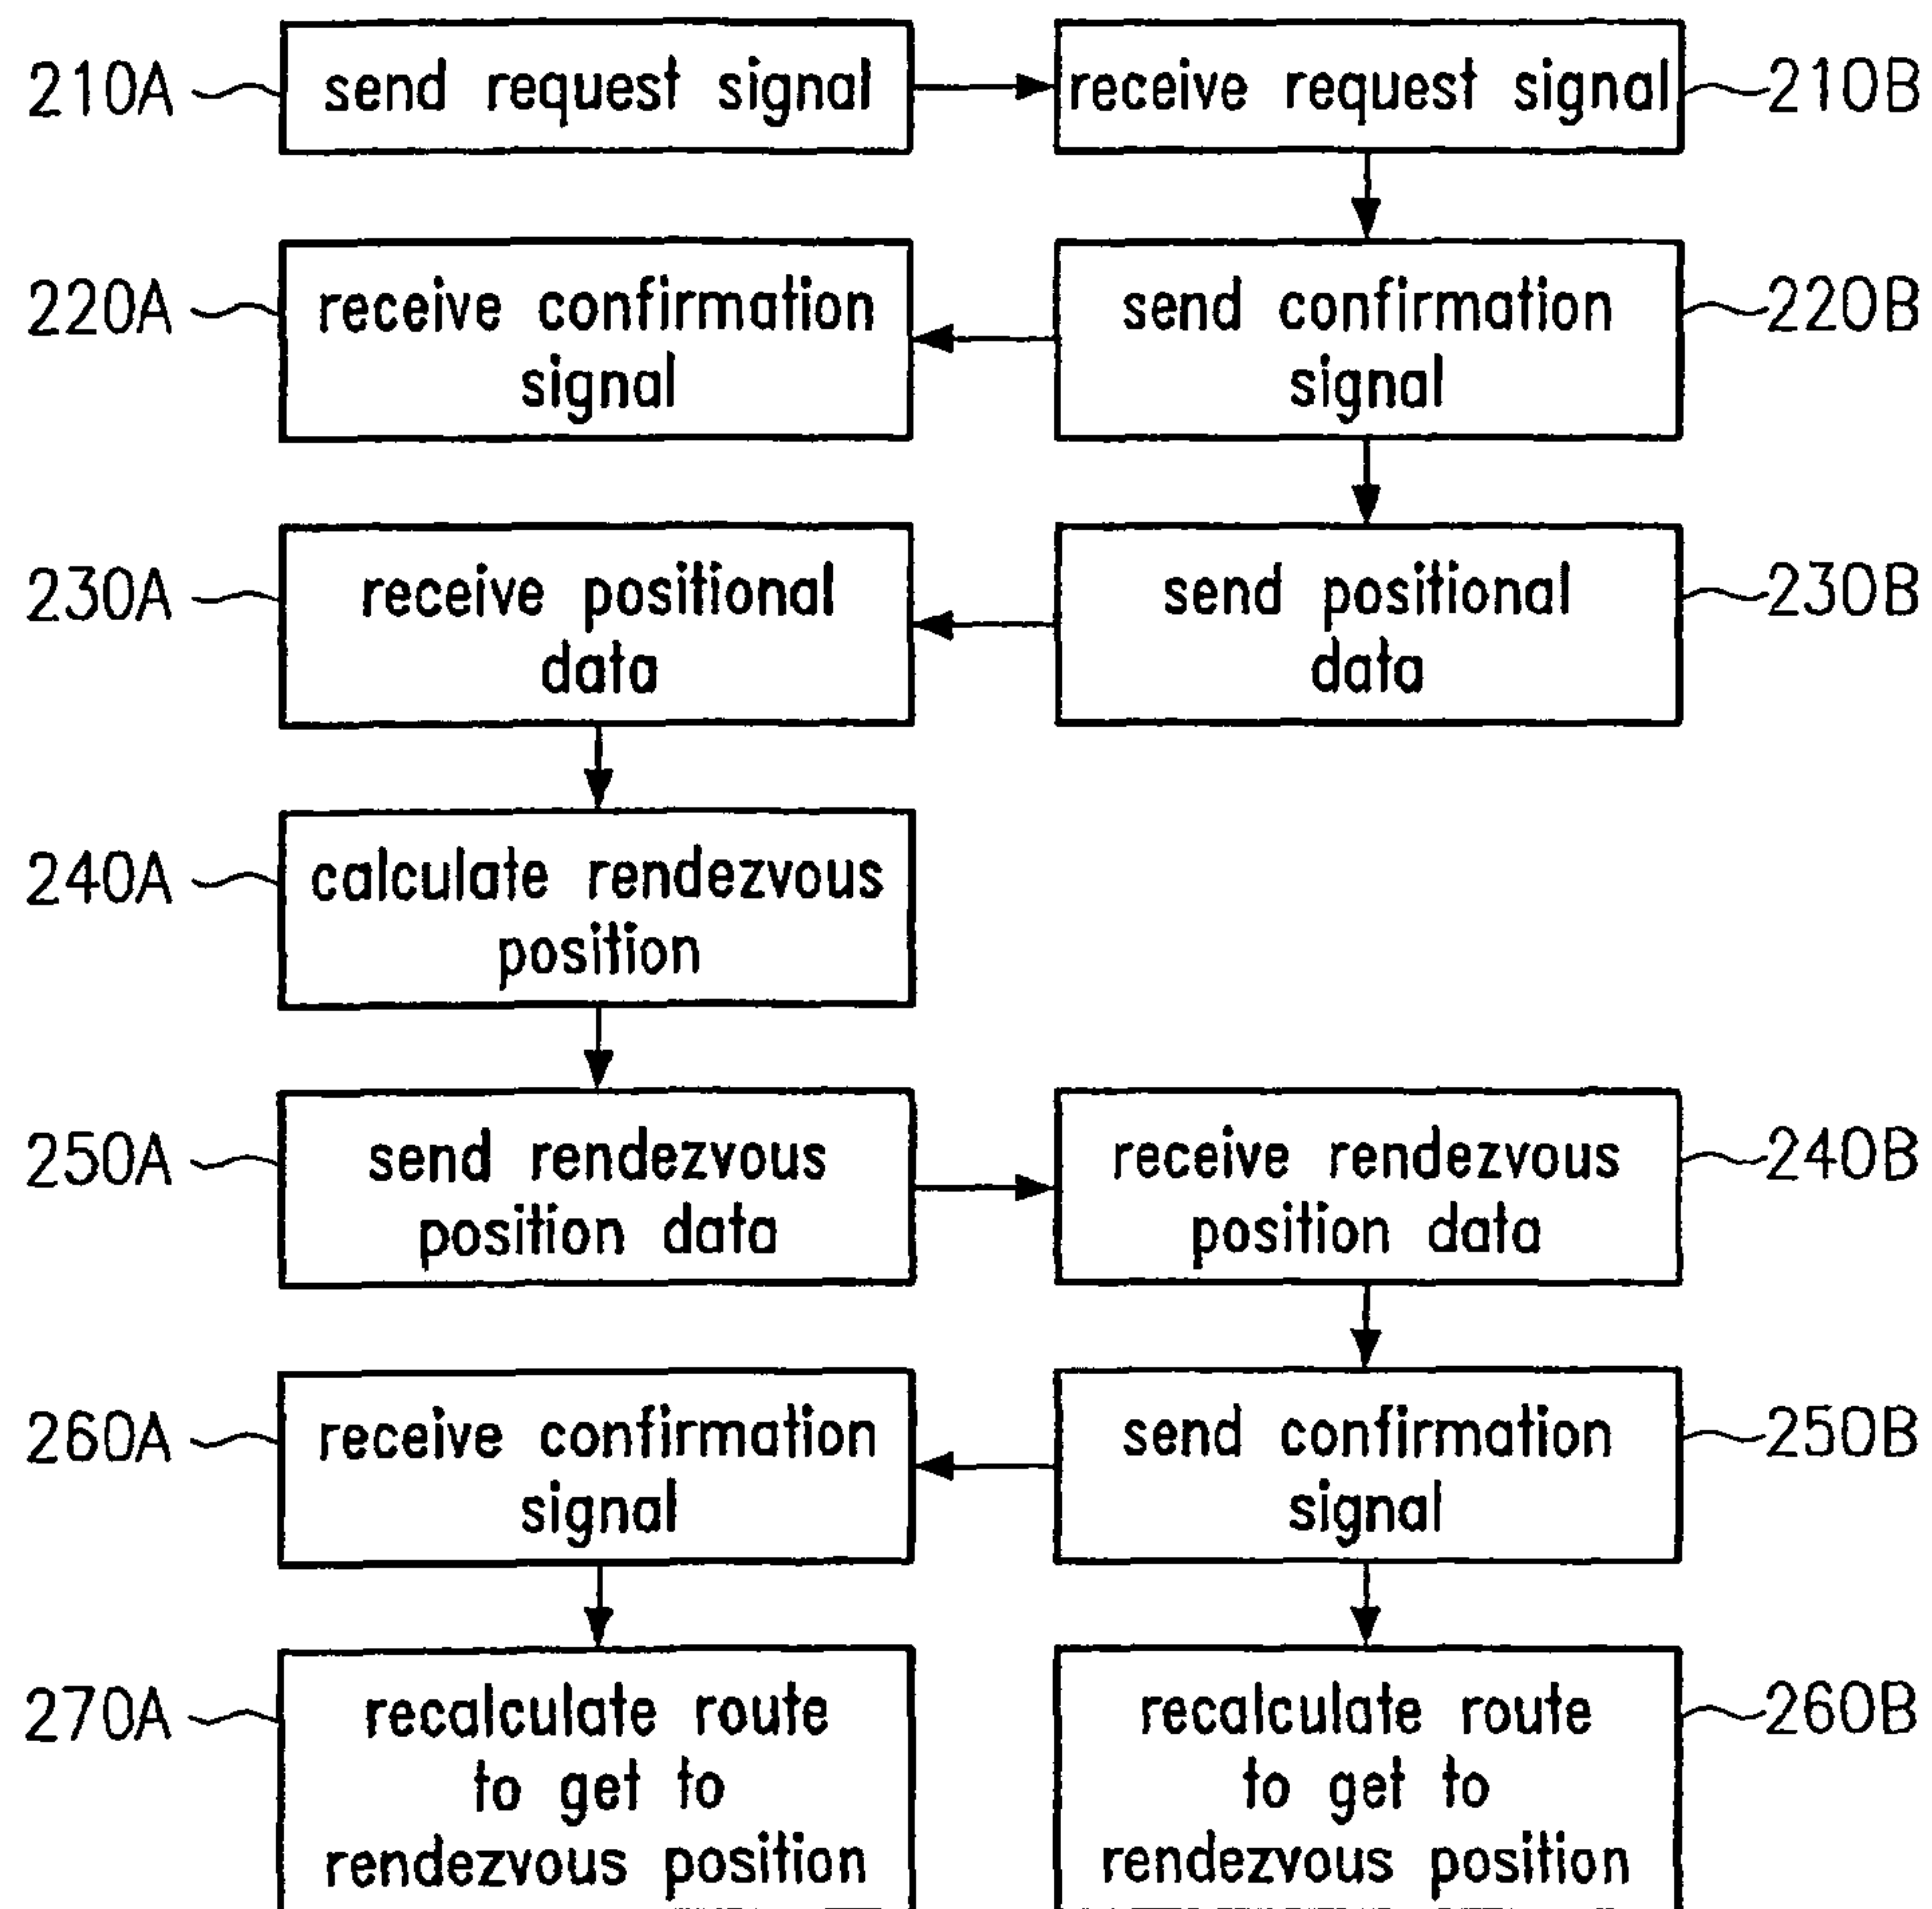 210A
send request signal
receive request signal
210B
220A
receive confirmation
signal
send confirmation
signal
220B
230A
receive positional
data
send positional
data
230B
240A
calculate rendezvous
position
250A
send rendezvous
position data
receive rendezvous
position data
240B
260A
receive confirmation
signal
send confirmation
signal
250B
270A
recalculate route
to get to
rendezvous position
recalculate route
to get to
rendezvous position
260B